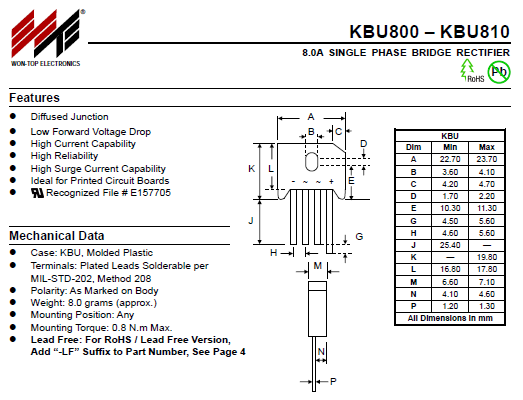 ®
WON-TOP ELECTRONICS
KBU800 – KBU810
8.0A SINGLE PHASE BRIDGE RECTIFIER
RoHS
Pb
Features
Diffused Junction
Low Forward Voltage Drop
High Current Capability
High Reliability
High Surge Current Capability
Ideal for Printed Circuit Boards
Recognized File # E157705
Mechanical Data
Case: KBU, Molded Plastic
Terminals: Plated Leads Solderable per
MIL-STD-202, Method 208
Polarity: As Marked on Body
Weight: 8.0 grams (approx.)
Mounting Position: Any
Mounting Torque: 0.8 N.m Max.
Lead Free: For RoHS / Lead Free Version,
Add “-LF” Suffix to Part Number, See Page 4
A
B
C
D
K
L
E
- ~ ~ +
J
G
H
M
N
P
KBU
Dim Min Max
A 22.70 23.70
B 3.60 4.10
C 4.20 4.70
D 1.70 2.20
E 10.30 11.30
G 4.50 5.60
H 4.60 5.60
J 25.40 —
K — 19.80
L 16.80 17.80
M 6.60 7.10
N 4.10 4.60
P 1.20 1.30
All Dimensions in mm